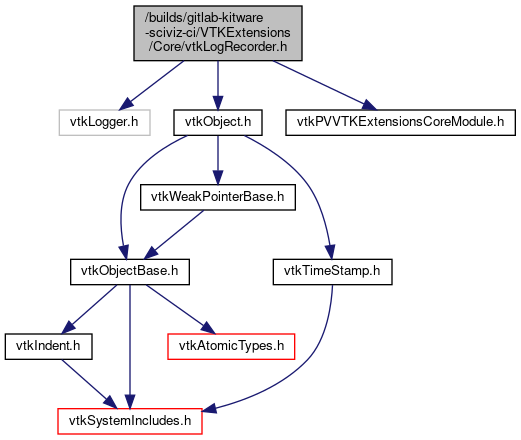 /builds/gitlab-kitware
-sciviz-ci/VTKExtensions
/Core/vtkLogRecorder.h
vtkLogger.h
vtkObject.h
vtkPVVTKExtensionsCoreModule.h
vtkWeakPointerBase.h
vtkObjectBase.h
vtkTimeStamp.h
vtkIndent.h
vtkAtomicTypes.h
vtkSystemIncludes.h